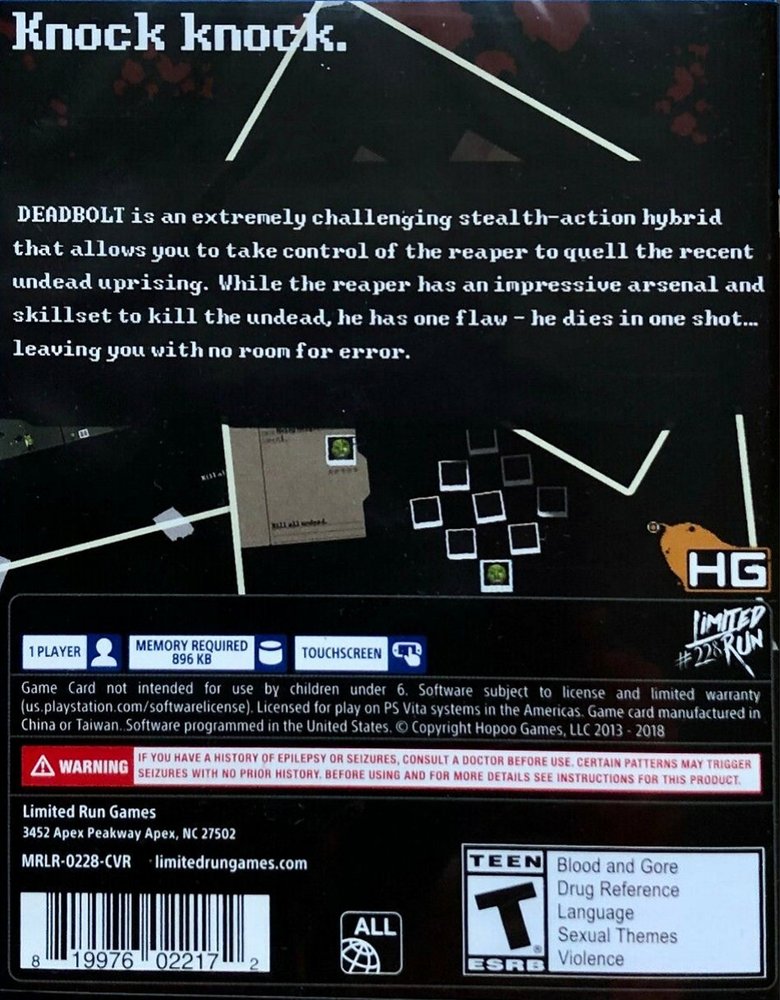 Knock knock.
DEADBOLT is an extremely challenging stealth-action hybrid
that allows you to take control of the reaper to quell the recent
undead uprising. While the reaper has an impressive arsenal and
skillset to kill the undead, he has one flaw - he dies in one shot...
leaving you with no room for error.
Kill all
Kill all undead.
HG
LIMITED
RUN
#228
1 PLAYER
MEMORY REQUIRED
896 KB
TOUCHSCREEN
Game Card not intended for use by children under 6. Software subject to license and limited warranty
(us.playstation.com/softwarelicense). Licensed for play on PS Vita systems in the Americas. Game card manufactured in
China or Taiwan. Software programmed in the United States. © Copyright Hopoo Games, LLC 2013 - 2018
WARNING
IF YOU HAVE A HISTORY OF EPILEPSY OR SEIZURES, CONSULT A DOCTOR BEFORE USE. CERTAIN PATTERNS MAY TRIGGER
SEIZURES WITH NO PRIOR HISTORY. BEFORE USING AND FOR MORE DETAILS SEE INSTRUCTIONS FOR THIS PRODUCT.
Limited Run Games
3452 Apex Peakway Apex, NC 27502
MRLR-0228-CVR · limitedrungames.com
8 19976 02217 2
ALL
TEEN
T
®
ESRB
Blood and Gore
Drug Reference
Language
Sexual Themes
Violence